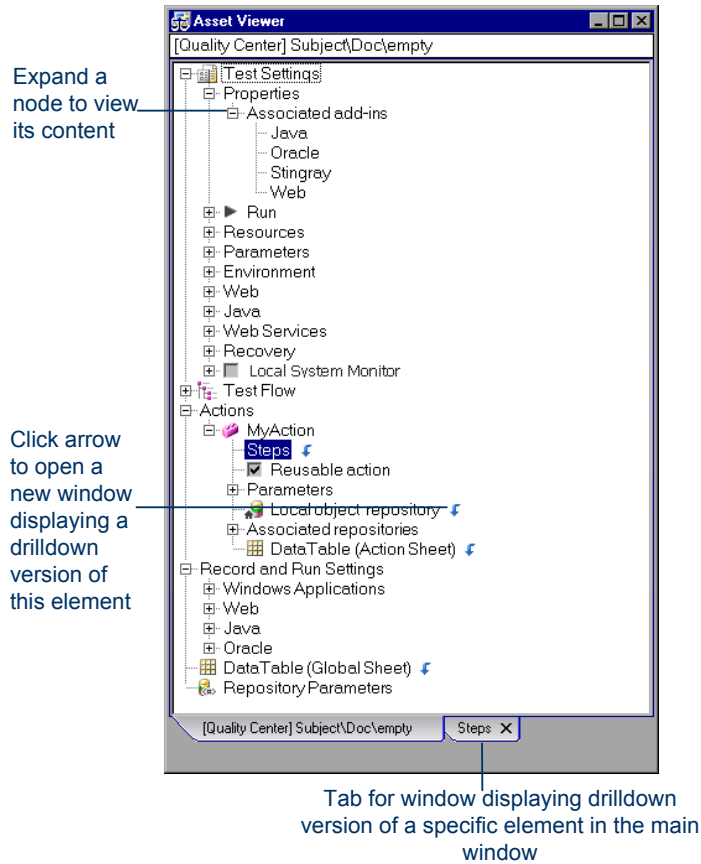 Asset Viewer
[Quality Center] Subject\Doc\empty
Expand a
node to view
its content
Test Settings
Properties
Associated add-ins
Java
Oracle
Stingray
Web
Run
Resources
Parameters
Environment
Web
Java
Web Services
Recovery
Local System Monitor
Test Flow
Actions
MyAction
Steps
Reusable action
Parameters
Local object repository
Associated repositories
DataTable (Action Sheet)
Click arrow
to open a
new window
displaying a
drilldown
version of
this element
Record and Run Settings
Windows Applications
Web
Java
Oracle
DataTable (Global Sheet)
Repository Parameters
[Quality Center] Subject\Doc\empty
Steps
Tab for window displaying drilldown
version of a specific element in the main
window